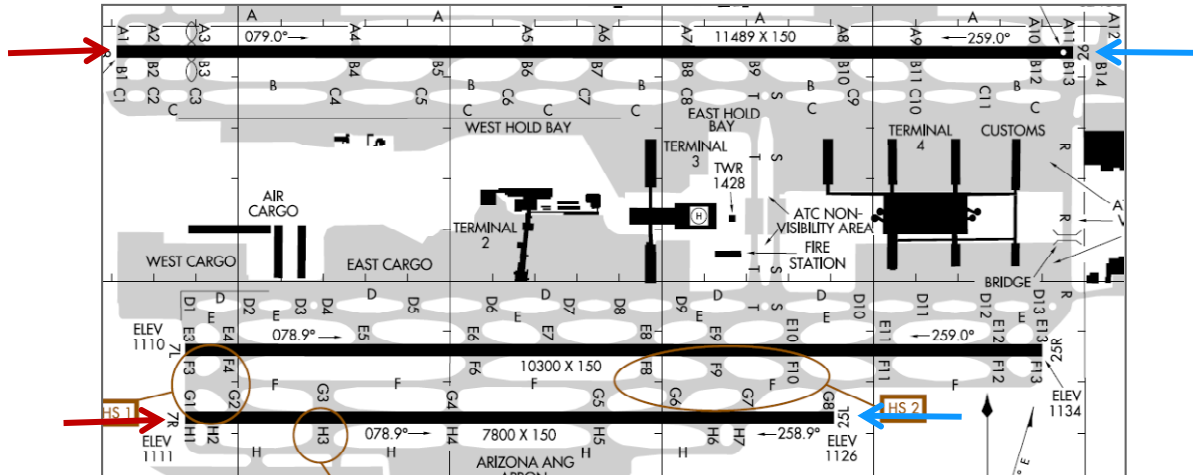 A A A A
A1 A2 A3 A4 A5 A6 A7 A8 A9 A10 A11 A12
079.0° 11489 X 150 259.0°
8 26
B1 B2 B3 B4 B5 B6 B7 B8 B9 B10 B11 B12 B13 B14
B B B B B
C1 C2 C3 C4 C5 C6 C7 C8 C9 C10 C11
C C C C C C
T S
WEST HOLD BAY
EAST HOLD
BAY
TERMINAL
3
TERMINAL
4
CUSTOMS
R
T S
TWR
1428
AIR
CARGO
H
TERMINAL
2
ATC NON-
VISIBILITY AREA
FIRE
STATION
R
WEST CARGO
EAST CARGO
T S
BRIDGE
R
D D D D D
D1 D2 D3 D4 D5 D6 D7 D8 D9 D10 D11 D12 D13
T S
E E E E E E
E3 E4 E5 E6 E7 E8 E9 E10 E11 E12 E13
ELEV
1110
7L
078.9°
259.0°
25R
10300 X 150
F3 F4 F6 F8 F9 F10 F11 F12 F13
F F F F F
ELEV
1134
HS 1
G1 G2 G3 G4 G5 G6 G7 G8
HS 2
7R
25L
ELEV
1111
H1 H2 H3 H4 H5 H6 H7
078.9°
7800 X 150
258.9°
ELEV
1126
H H H
ARIZONA ANG
° E